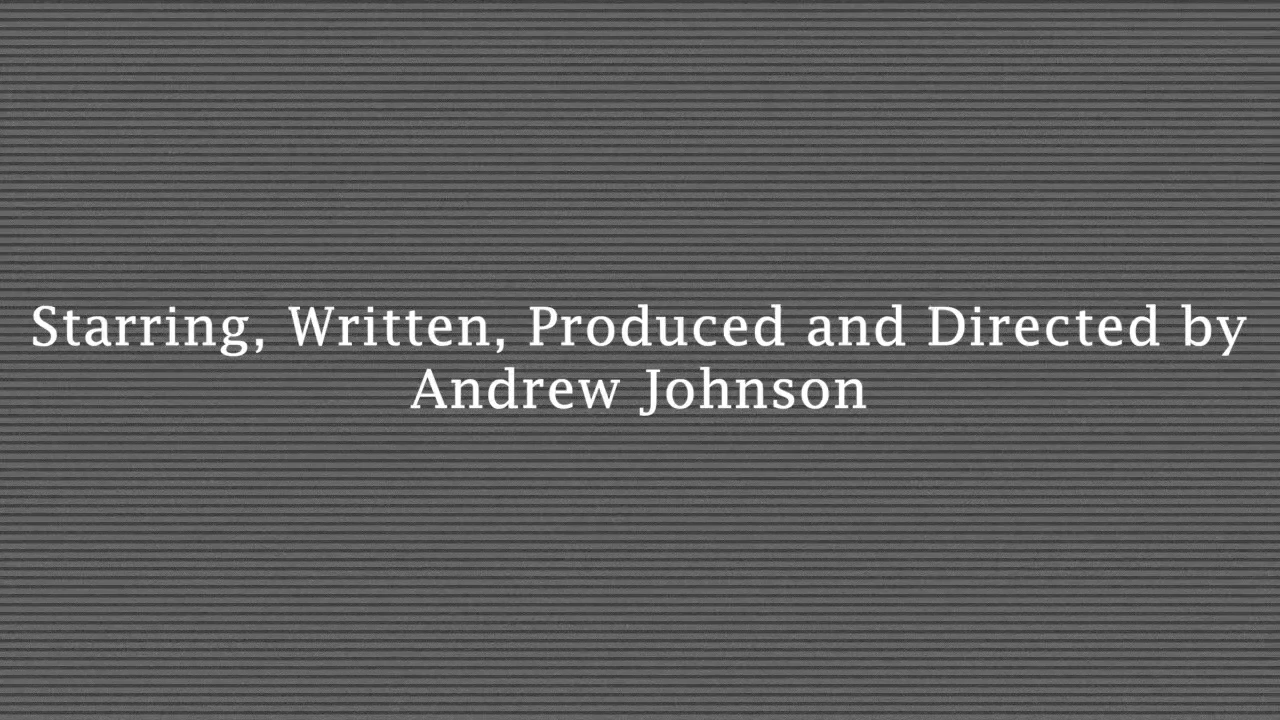 Starring, Written, Produced and Directed by
Andrew Johnson